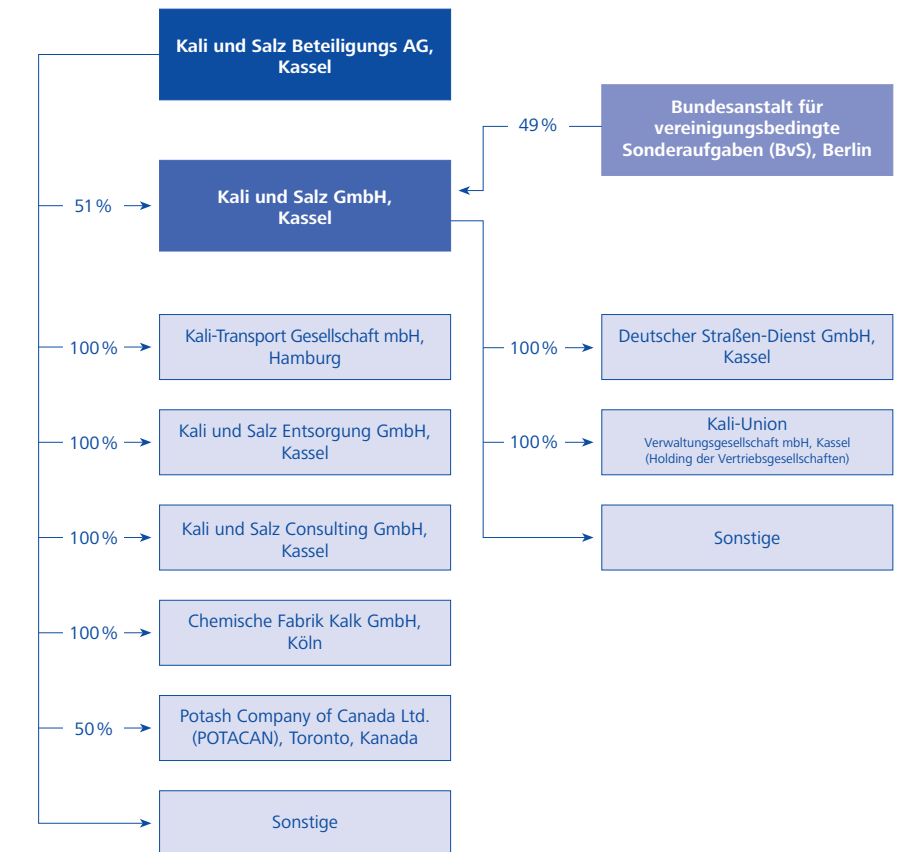 Kali und Salz Beteiligungs AG,
Kassel
49%
Bundesanstalt für
vereinigungsbedingte
Sonderaufgaben (BvS), Berlin
51%
Kali und Salz GmbH,
Kassel
100%
Kali-Transport Gesellschaft mbH,
Hamburg
100%
Deutscher Straßen-Dienst GmbH,
Kassel
100%
Kali und Salz Entsorgung GmbH,
Kassel
100%
Kali-Union
Verwaltungsgesellschaft mbH, Kassel
(Holding der Vertriebsgesellschaften)
100%
Kali und Salz Consulting GmbH,
Kassel
Sonstige
100%
Chemische Fabrik Kalk GmbH,
Köln
50%
Potash Company of Canada Ltd.
(POTACAN), Toronto, Kanada
Sonstige